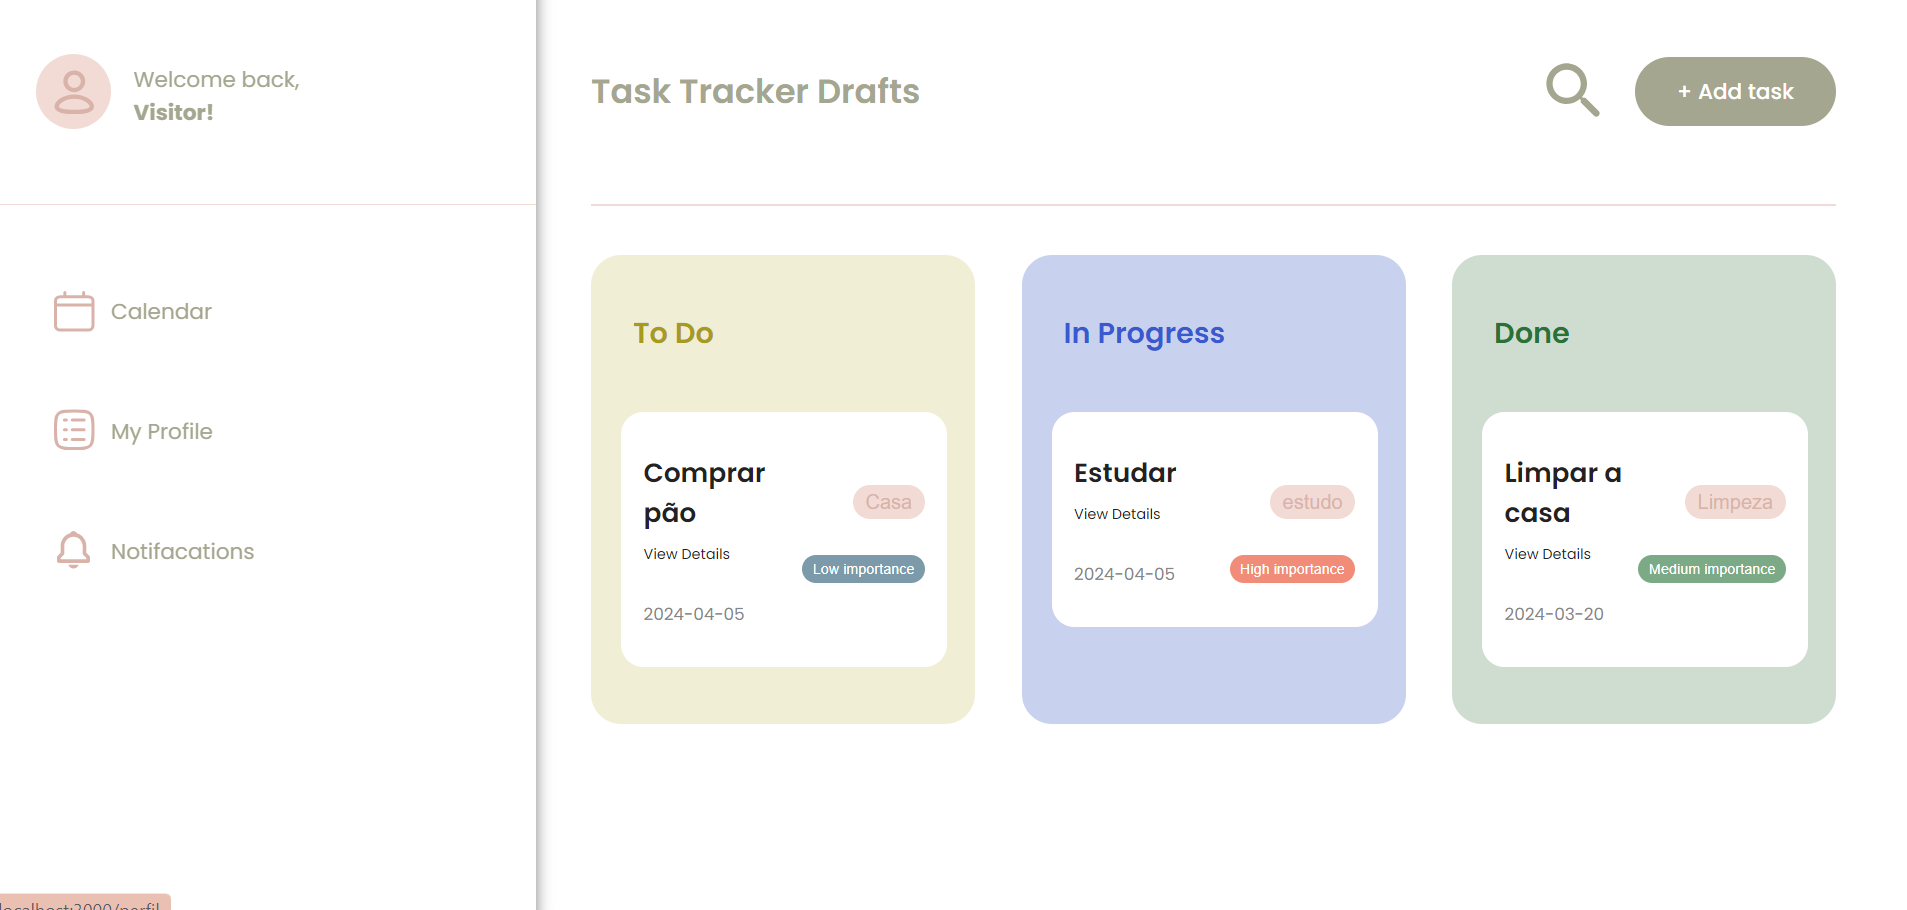 Welcome back,
Visitor!
Calendar
My Profile
Notifacations
Task Tracker Drafts
+ Add task
To Do
Comprar
pão
View Details
2024-04-05
Casa
Low importance
In Progress
Estudar
View Details
2024-04-05
estudo
High importance
Done
Limpar a
casa
View Details
2024-03-20
Limpeza
Medium importance
localhost:3000/perfil